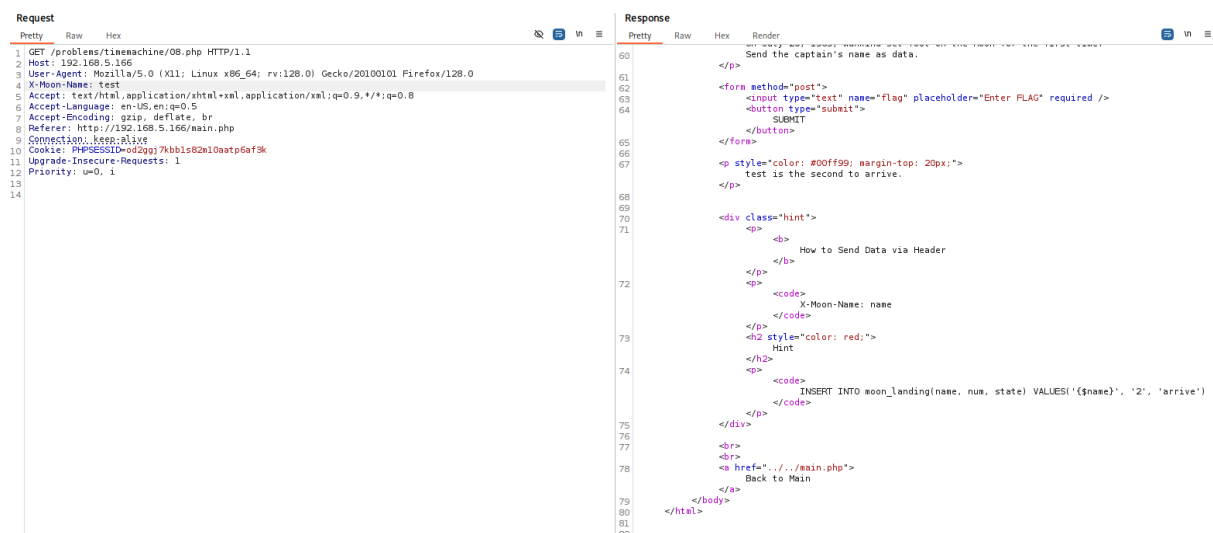 Request
Pretty Raw Hex \n
1 GET /problems/timemachine/08.php HTTP/1.1
2 Host: 192.168.5.166
3 User-Agent: Mozilla/5.0 (X11; Linux x86_64; rv:128.0) Gecko/20100101 Firefox/128.0
4 X-Moon-Name: test
5 Accept: text/html,application/xhtml+xml,application/xml;q=0.9,*/*;q=0.8
6 Accept-Language: en-US,en;q=0.5
7 Accept-Encoding: gzip, deflate, br
8 Referer: http://192.168.5.166/main.php
9 Connection: keep-alive
10 Cookie: PHPSESSID=od2ggj7kbb1s82m10aatp6af3k
11 Upgrade-Insecure-Requests: 1
12 Priority: u=0, i
13
14
Response
Pretty Raw Hex Render \n
60 Send the captain's name as data.
</p>
61
62 <form method="post">
63 <input type="text" name="flag" placeholder="Enter FLAG" required />
64 <button type="submit">
SUBMIT
</button>
65 </form>
66
67 <p style="color: #00ff99; margin-top: 20px;">
test is the second to arrive.
</p>
68
69
70 <div class="hint">
71 <p>
<b>
How to Send Data via Header
</b>
</p>
72 <p>
<code>
X-Moon-Name: name
</code>
</p>
73 <h2 style="color: red;">
Hint
</h2>
74 <p>
<code>
INSERT INTO moon_landing(name, num, state) VALUES('{$name}', '2', 'arrive')
</code>
</p>
75 </div>
76
77 <br>
<br>
78 <a href="../../main.php">
Back to Main
</a>
79 </body>
80 </html>
81